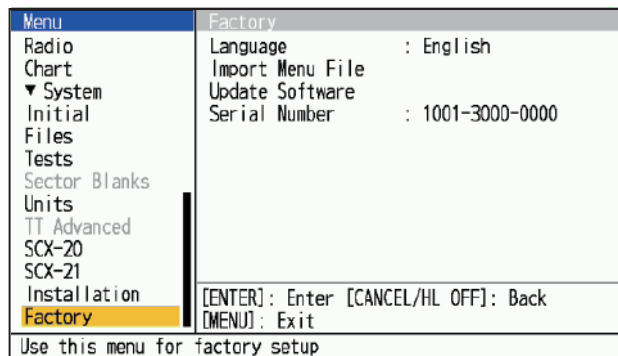 Menu
Radio
Chart
▼ System
Initial
Files
Tests
Sector Blanks
Units
TT Advanced
SCX-20
SCX-21
Installation
Factory
Factory
Language : English
Import Menu File
Update Software
Serial Number : 1001-3000-0000
[ENTER]: Enter [CANCEL/HL OFF]: Back
[MENU]: Exit
Use this menu for factory setup